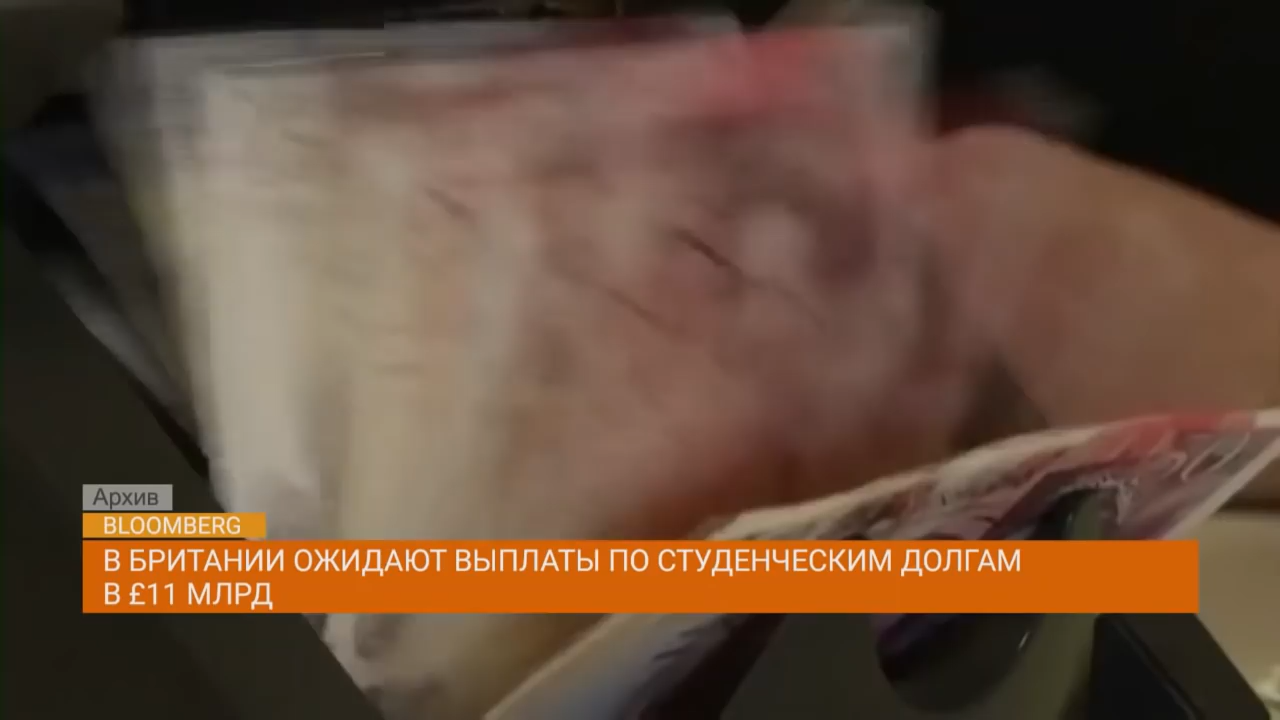 Архив
BLOOMBERG
В БРИТАНИИ ОЖИДАЮТ ВЫПЛАТЫ ПО СТУДЕНЧЕСКИМ ДОЛГАМ
В £11 МЛРД